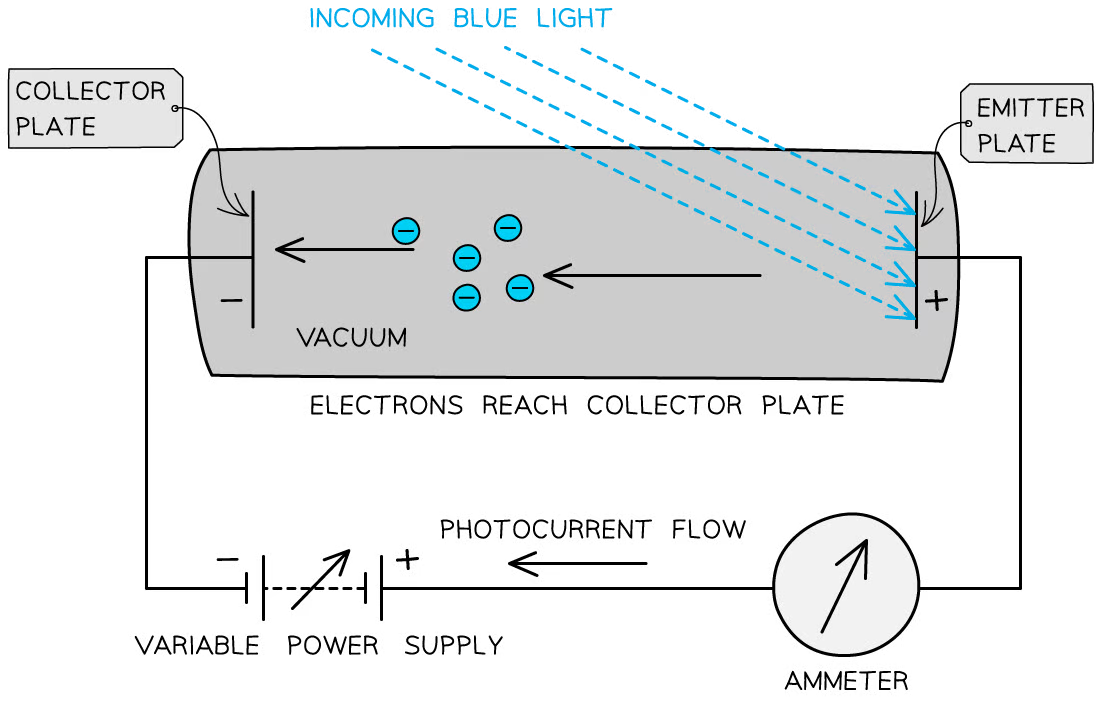 INCOMING BLUE LIGHT
COLLECTOR
PLATE
EMITTER
PLATE
−
+
VACUUM
ELECTRONS REACH COLLECTOR PLATE
PHOTOCURRENT FLOW
− +
VARIABLE POWER SUPPLY
AMMETER